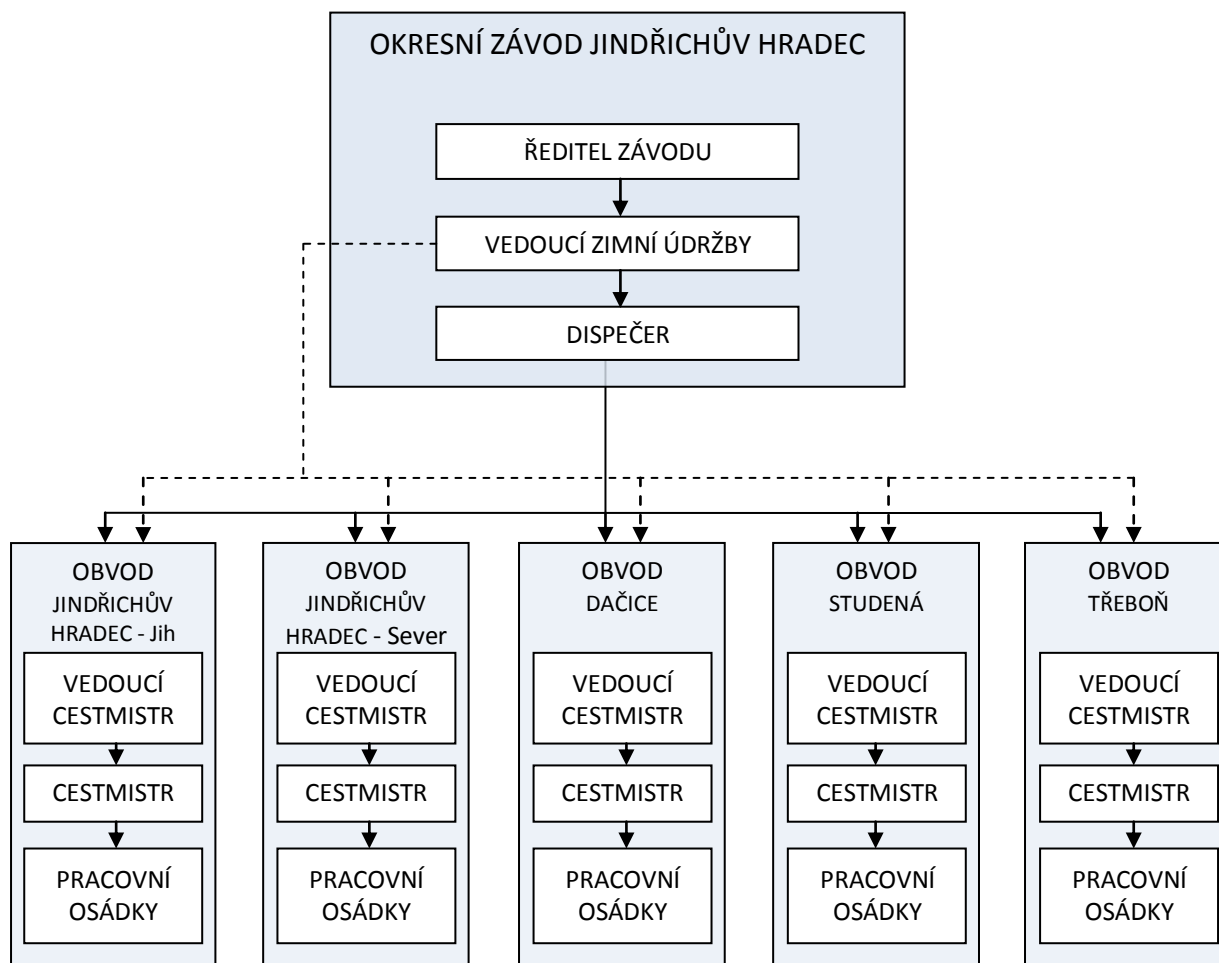 OKRESNÍ ZÁVOD JINDŘICHŮV HRADEC
ŘEDITEL ZÁVODU
VEDOUCÍ ZIMNÍ ÚDRŽBY
DISPEČER
OBVOD
JINDŘICHŮV
HRADEC - Jih
VEDOUCÍ
CESTMISTR
CESTMISTR
PRACOVNÍ
OSÁDKY
OBVOD
JINDŘICHŮV
HRADEC - Sever
VEDOUCÍ
CESTMISTR
CESTMISTR
PRACOVNÍ
OSÁDKY
OBVOD
DAČICE
VEDOUCÍ
CESTMISTR
CESTMISTR
PRACOVNÍ
OSÁDKY
OBVOD
STUDENÁ
VEDOUCÍ
CESTMISTR
CESTMISTR
PRACOVNÍ
OSÁDKY
OBVOD
TŘEBOŇ
VEDOUCÍ
CESTMISTR
CESTMISTR
PRACOVNÍ
OSÁDKY